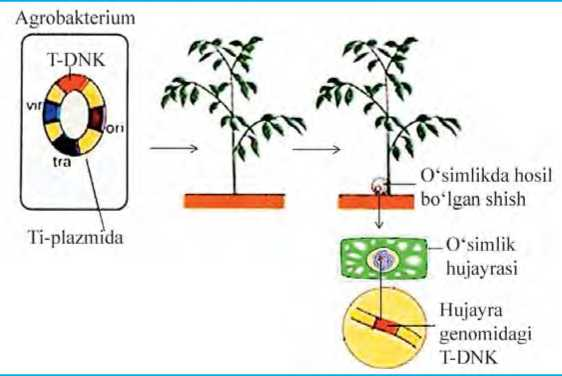 Agrobakterium
T-DNK
vir
ori
tra
Ti-plazmida
O‘simlikda hosil
bo‘lgan shish
O‘simlik
hujayrasi
Hujayra
genomidagi
T-DNK